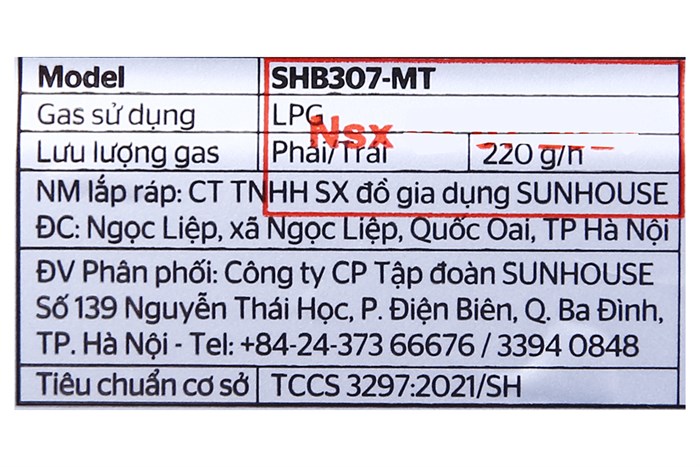 Model SHB307-MT
Gas sử dụng LPG
Nsx
Lưu lượng gas Phải/Trái 220 g/h
NM lắp ráp: CT TNHH SX đồ gia dụng SUNHOUSE
ĐC: Ngọc Liệp, xã Ngọc Liệp, Quốc Oai, TP Hà Nội
ĐV Phân phối: Công ty CP Tập đoàn SUNHOUSE
Số 139 Nguyễn Thái Học, P. Điện Biên, Q. Ba Đình,
TP. Hà Nội - Tel: +84-24-373 66676 / 3394 0848
Tiêu chuẩn cơ sở TCCS 3297:2021/SH